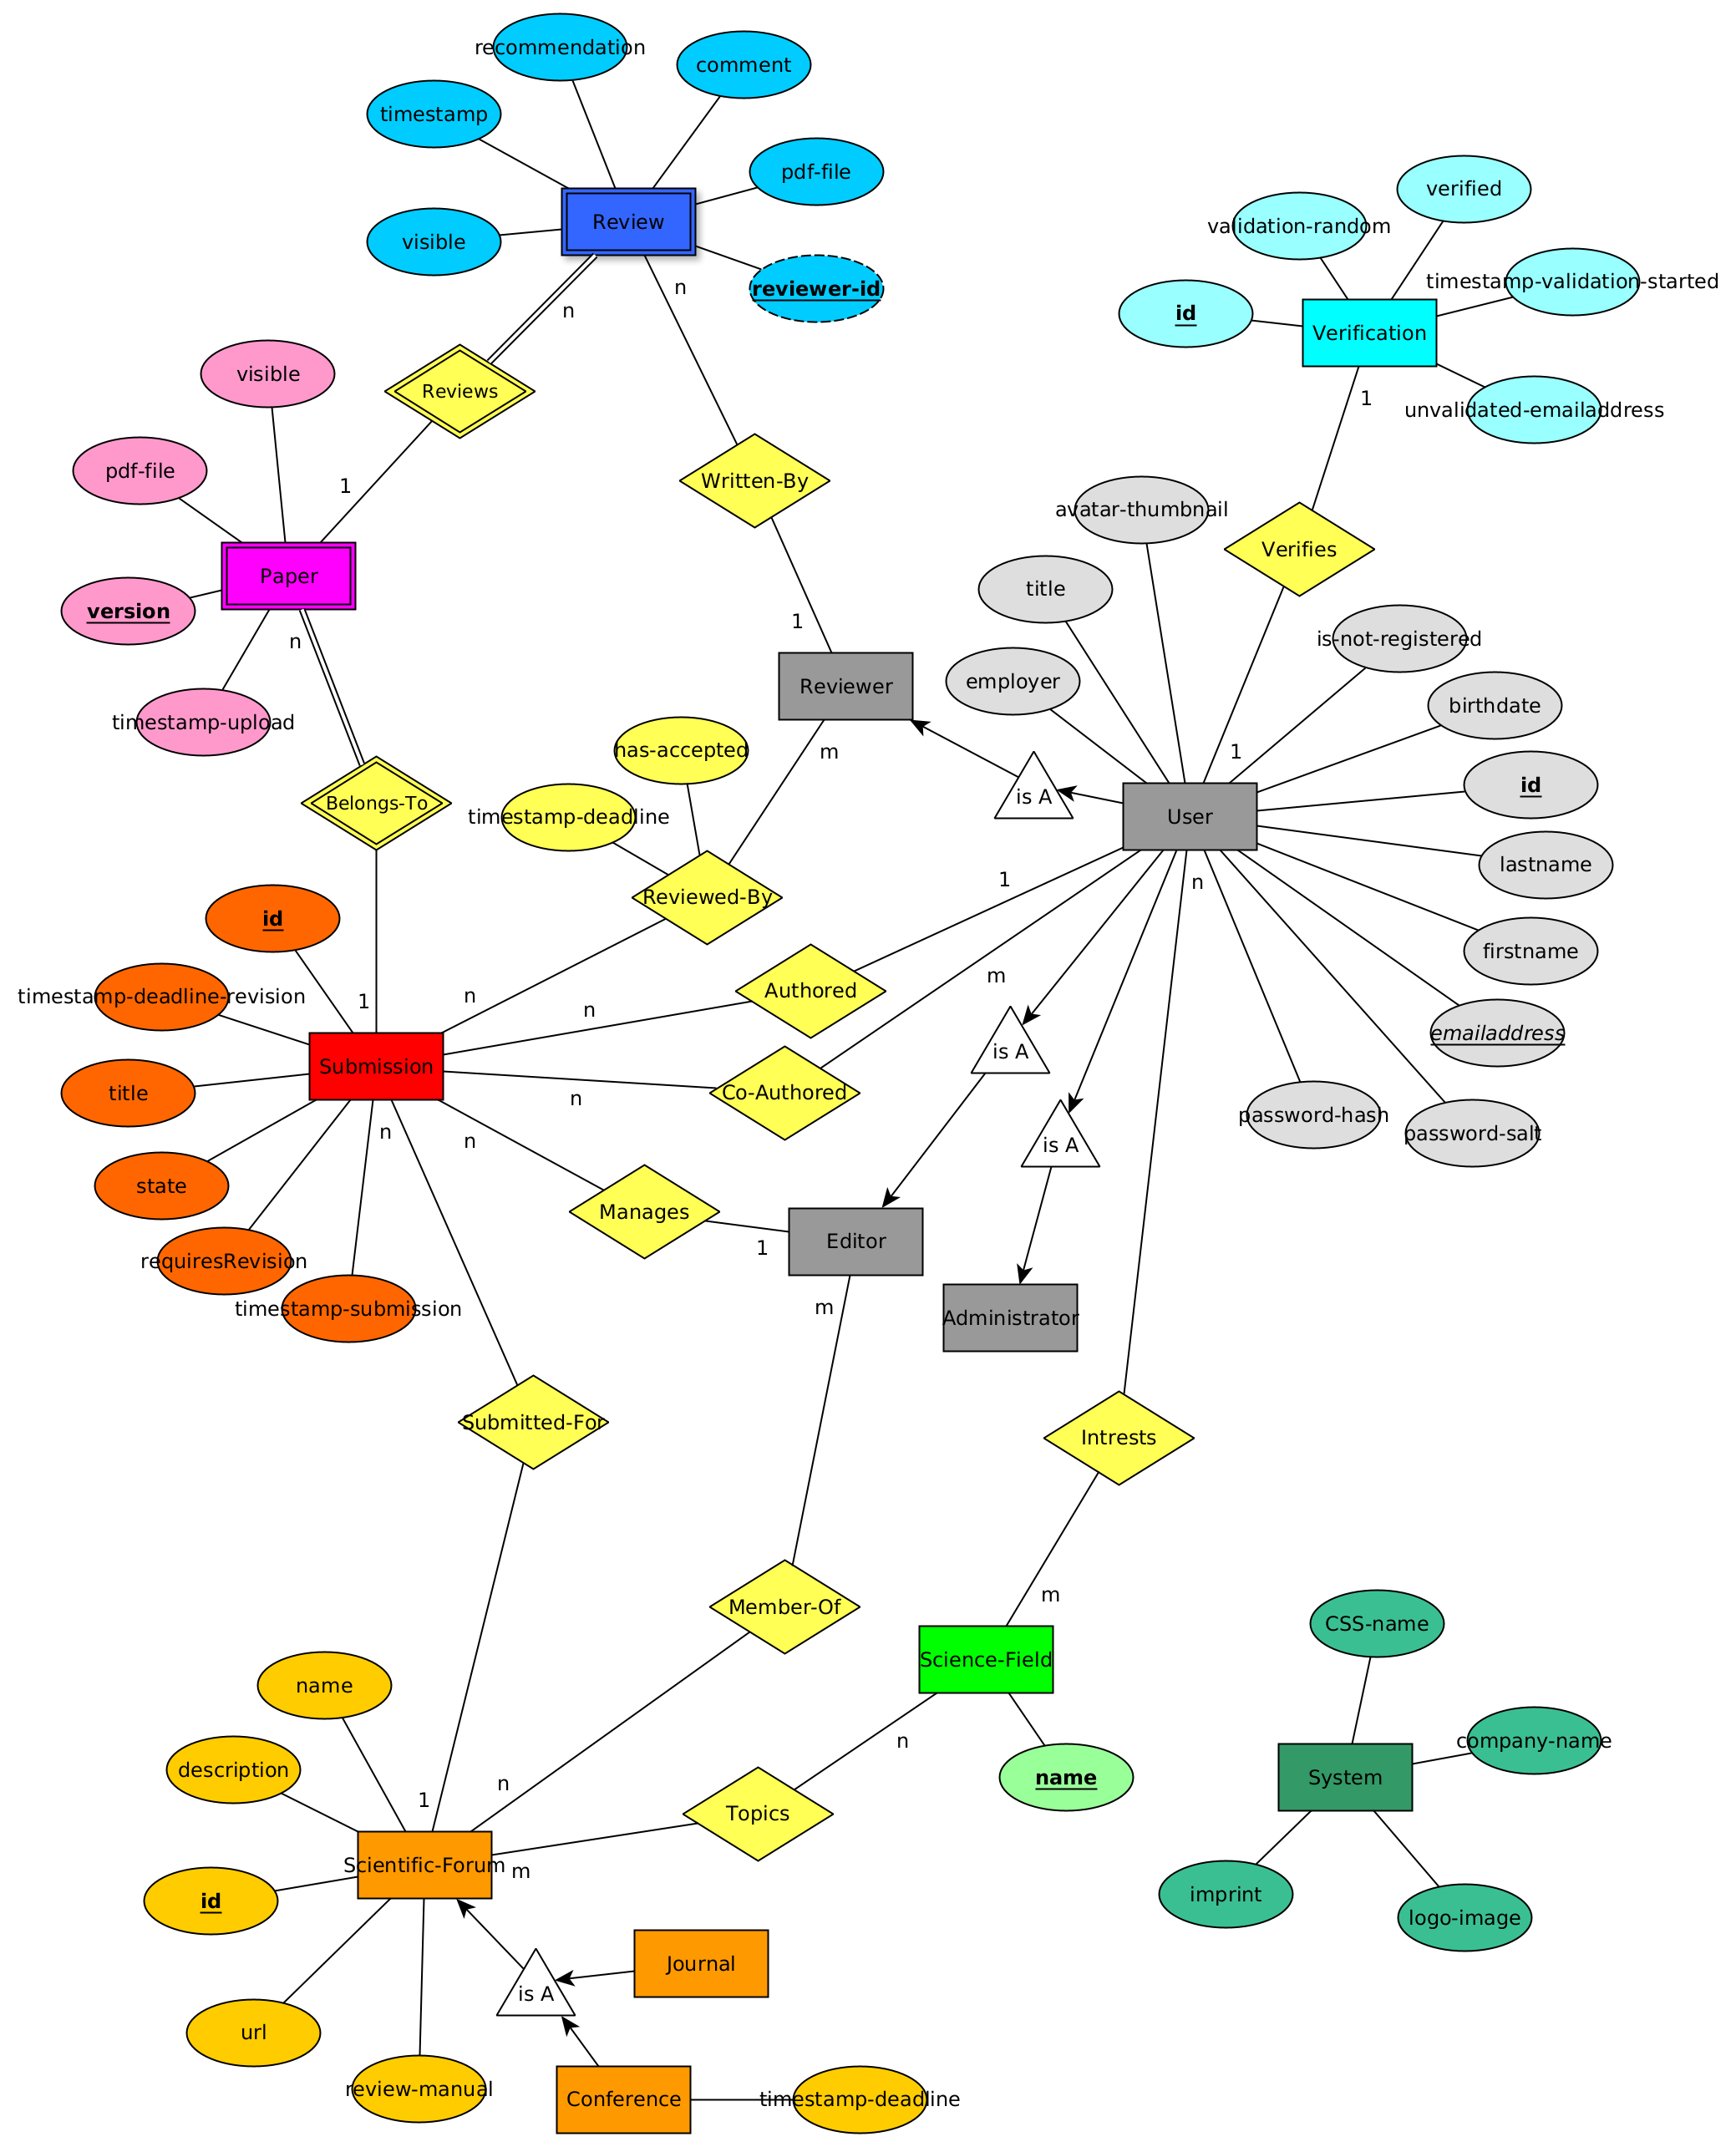 recommendation
comment
timestamp
pdf-file
Review
visible
reviewer-id
n
n
verified
validation-random
timestamp-validation-started
id
Verification
unvalidated-emailaddress
1
visible
Reviews
pdf-file
1
Written-By
avatar-thumbnail
Verifies
Paper
version
n
timestamp-upload
title
1
is-not-registered
employer
Reviewer
birthdate
has-accepted
m
1
is A
User
id
timestamp-deadline
Belongs-To
lastname
1
n
Reviewed-By
id
firstname
m
Authored
timestamp-deadline-revision
1
n
n
emailaddress
is A
Submission
Co-Authored
title
n
password-hash
password-salt
n
n
is A
state
Manages
Editor
1
requiresRevision
timestamp-submission
m
Administrator
Submitted-For
Intrests
Member-Of
m
CSS-name
Science-Field
name
n
company-name
description
n
name
System
1
Topics
Scientific-Forum
m
id
imprint
logo-image
Journal
is A
url
review-manual
Conference
timestamp-deadline